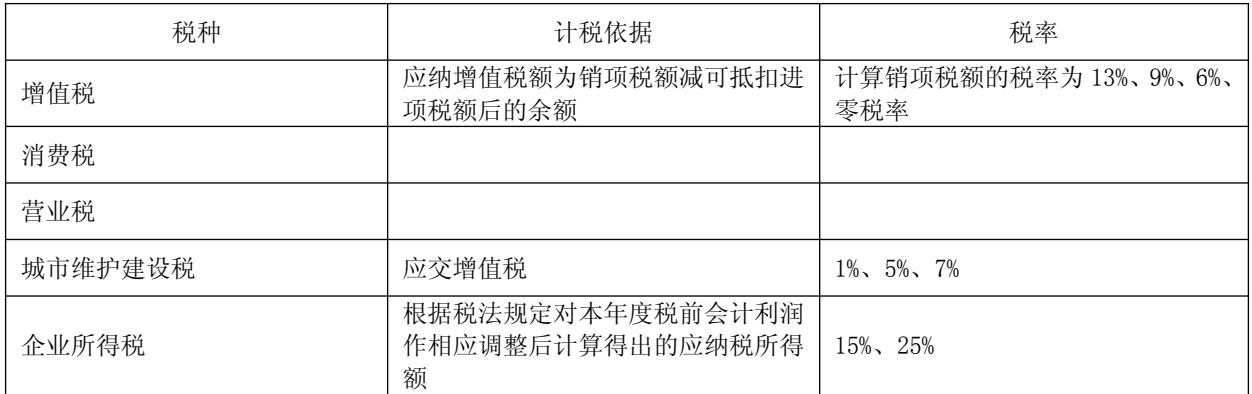 税种 计税依据 税率
增值税
应纳增值税额为销项税额减可抵扣进
项税额后的余额
计算销项税额的税率为 13%、9%、6%、
零税率
消费税
营业税
城市维护建设税 应交增值税 1%、5%、7%
企业所得税
根据税法规定对本年度税前会计利润
作相应调整后计算得出的应纳税所得
额
15%、25%